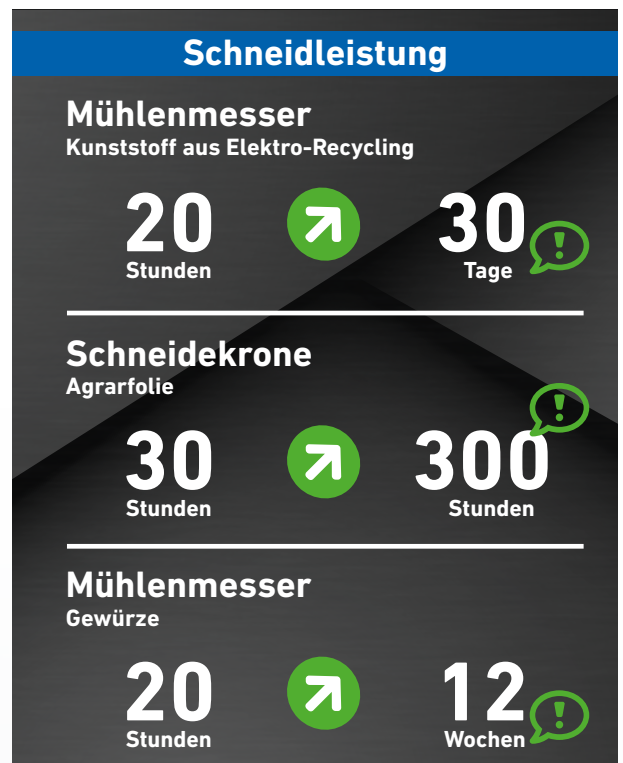 Schneidleistung
Mühlenmesser
Kunststoff aus Elektro-Recycling
20 30
Stunden Tage
Schneidekrone
Agrarfolie
30 300
Stunden Stunden
Mühlenmesser
Gewürze
20 12
Stunden Wochen